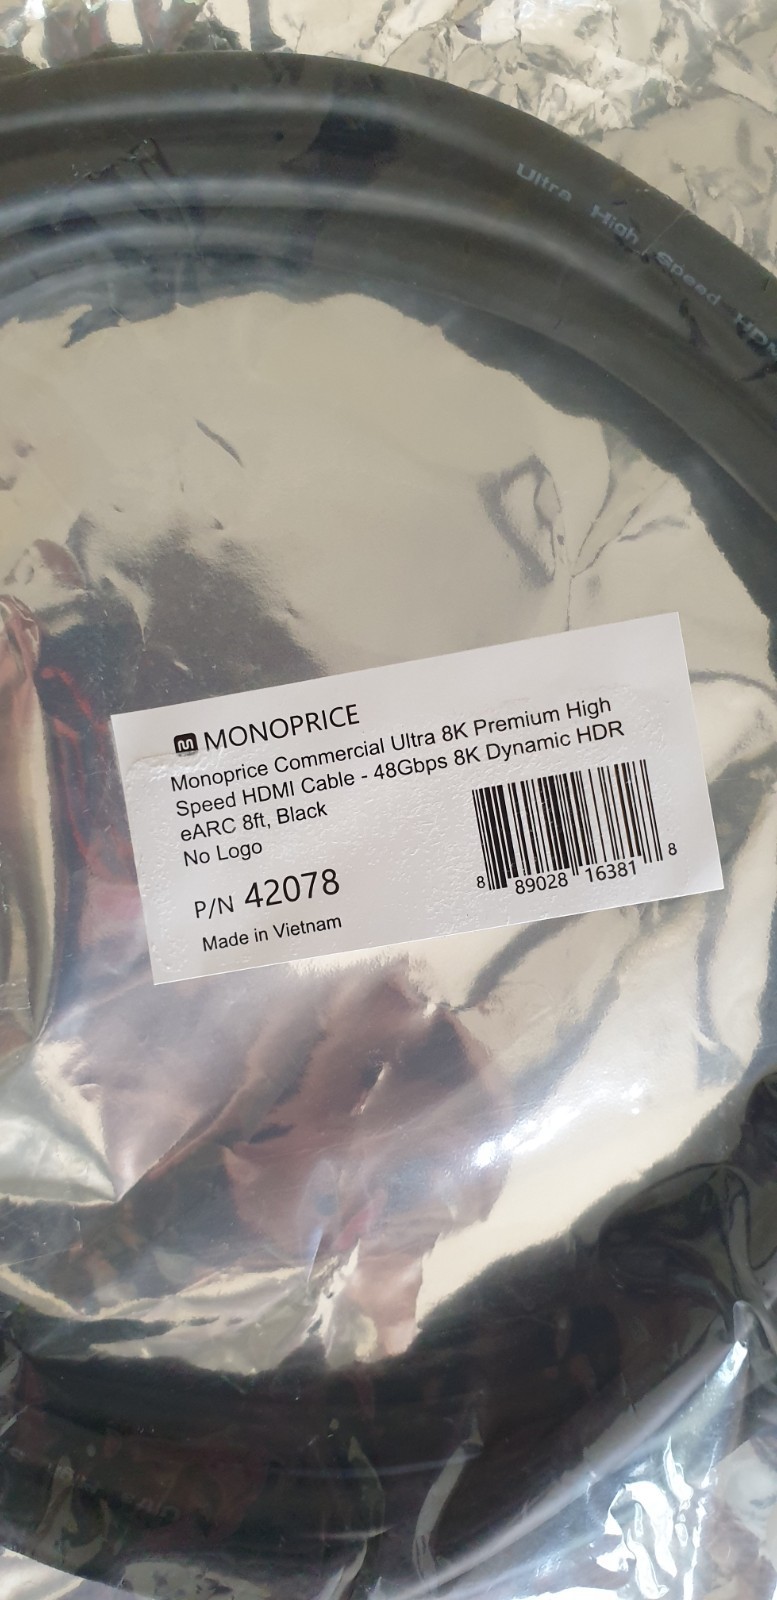 Ultra High Speed HDM
MONOPRICE
Monoprice Commercial Ultra 8K Premium High
Speed HDMI Cable - 48Gbps 8K Dynamic HDR
eARC 8ft, Black
No Logo
P/N 42078
Made in Vietnam
8 89028 16381 8